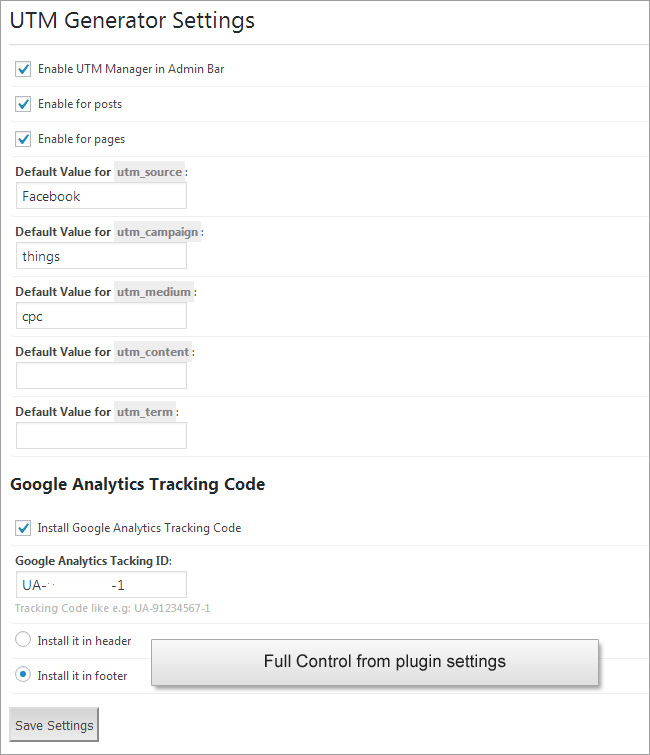 UTM Generator Settings
Enable UTM Manager in Admin Bar
Enable for posts
Enable for pages
Default Value for utm_source :
Facebook
Default Value for utm_campaign :
things
Default Value for utm_medium :
cpc
Default Value for utm_content :
Default Value for utm_term :
Google Analytics Tracking Code
Install Google Analytics Tracking Code
Google Analytics Tacking ID:
UA- -1
Tracking Code like e.g: UA-91234567-1
Install it in header
Full Control from plugin settings
Install it in footer
Save Settings